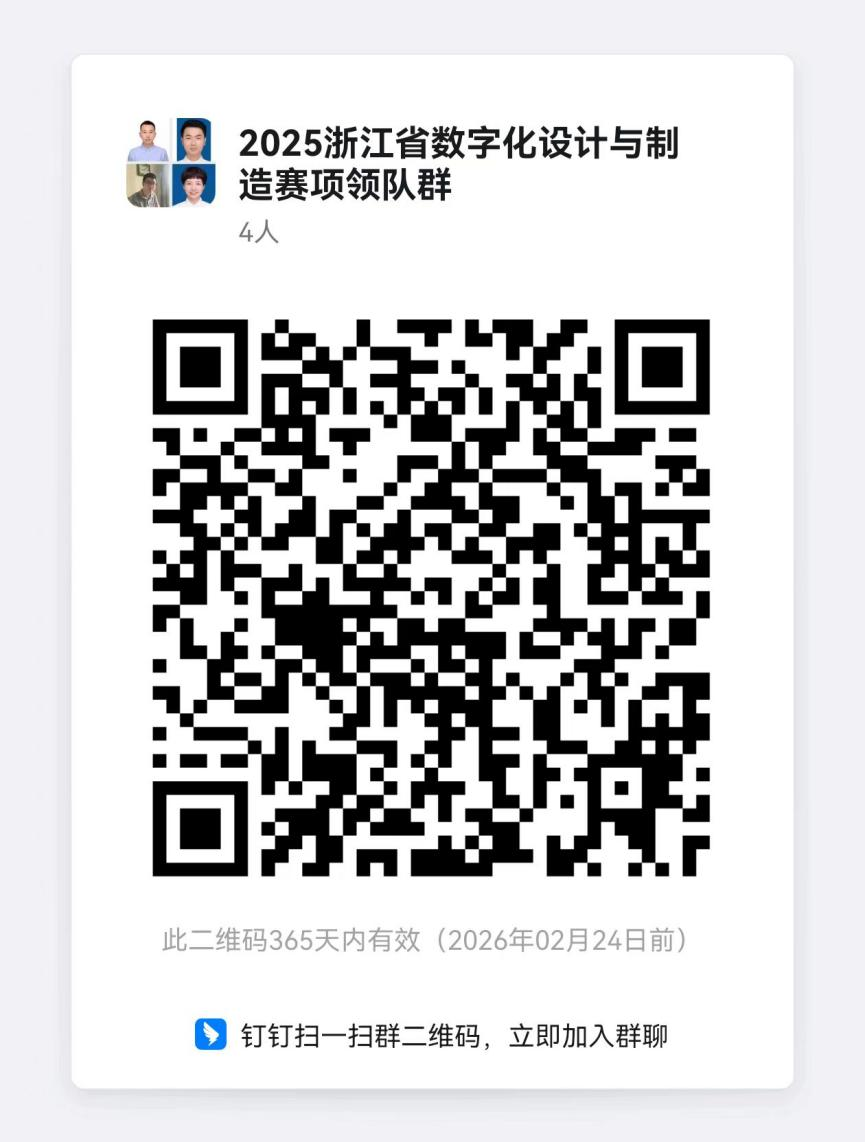 2025浙江省数字化设计与制
造赛项领队群
4人
此二维码365天内有效（2026年02月24日前）
钉钉扫一扫群二维码，立即加入群聊